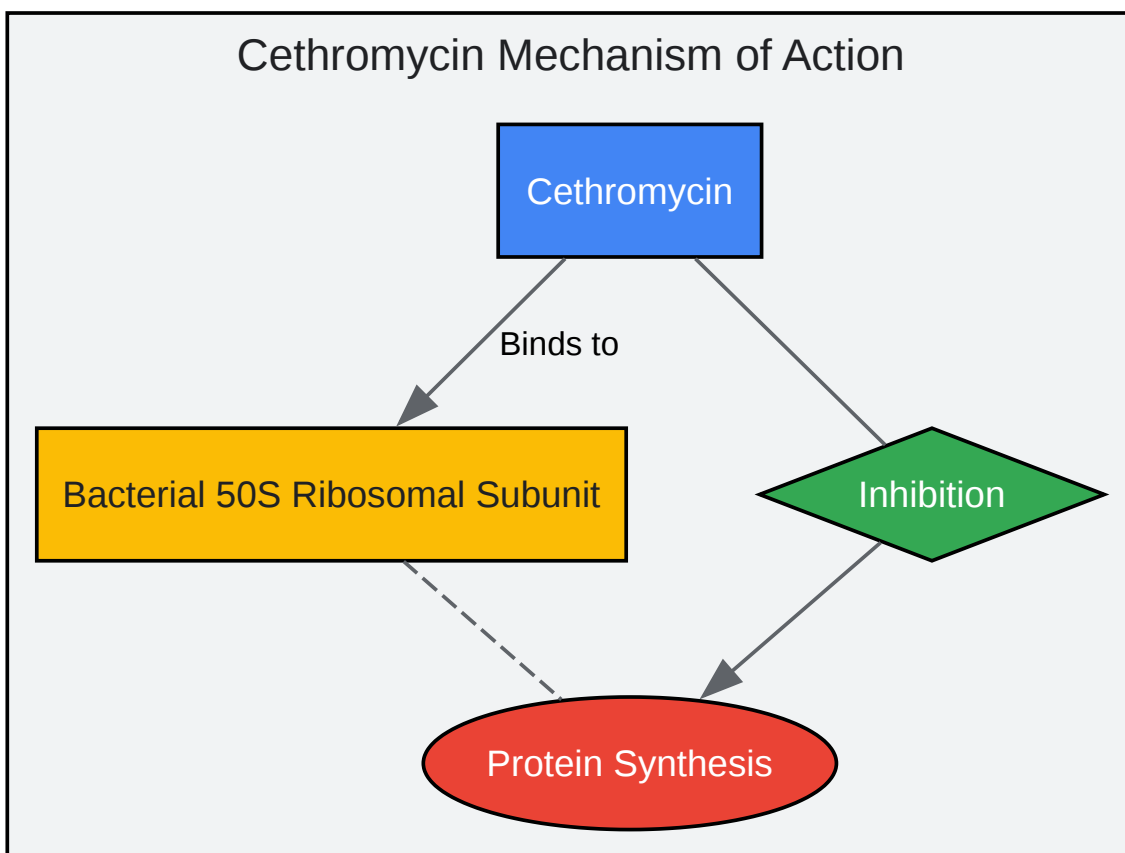 Cethromycin Mechanism of Action
Cethromycin
Binds to
Bacterial 50S Ribosomal Subunit
Inhibition
Protein Synthesis